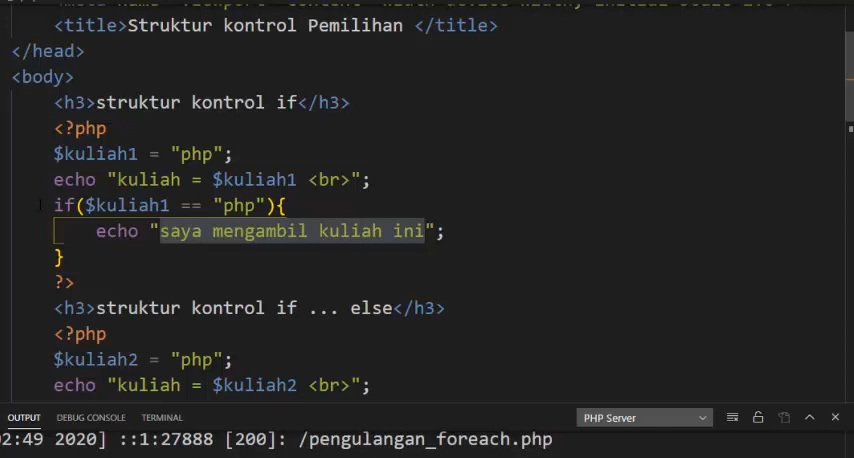 <title>Struktur kontrol Pemilihan </title>
</head>
<body>
<h3>struktur kontrol if</h3>
<?php
$kuliah1 = "php";
echo "kuliah = $kuliah1 <br>";
if($kuliah1 == "php"){
echo "saya mengambil kuliah ini";
}
?>
<h3>struktur kontrol if ... else</h3>
<?php
$kuliah2 = "php";
echo "kuliah = $kuliah2 <br>";
OUTPUT DEBUG CONSOLE TERMINAL PHP Server
02:49 2020] ::1:27888 [200]: /pengulangan_foreach.php